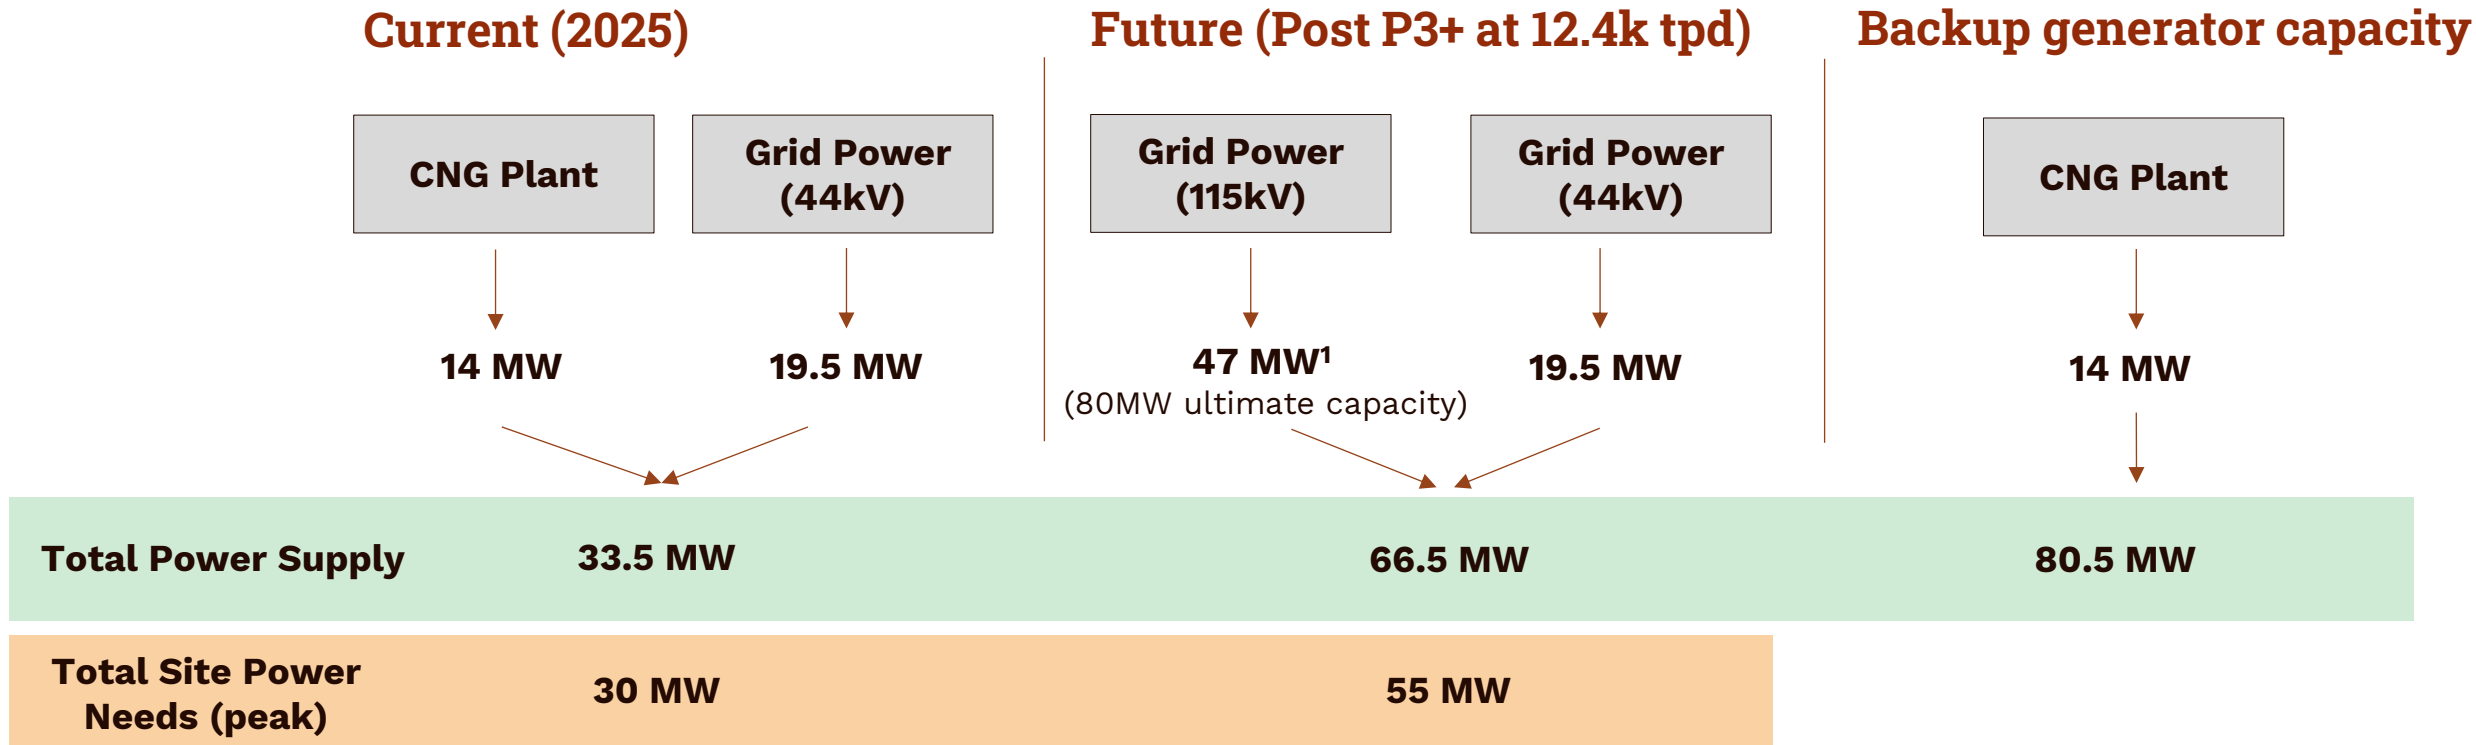 Current (2025)
Future (Post P3+ at 12.4k tpd)
Backup generator capacity
CNG Plant
Grid Power
(44kV)
Grid Power
(115kV)
Grid Power
(44kV)
CNG Plant
14 MW
19.5 MW
47 MW¹
(80MW ultimate capacity)
19.5 MW
14 MW
Total Power Supply
33.5 MW
66.5 MW
80.5 MW
Total Site Power
Needs (peak)
30 MW
55 MW